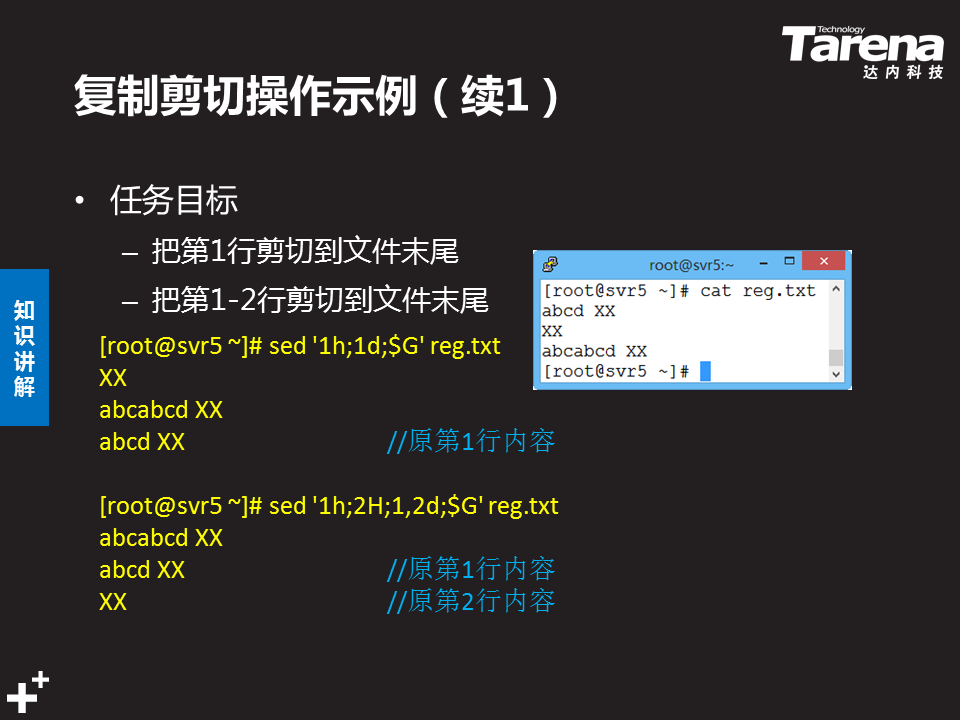 Technology
Tarena
达内科技
复制剪切操作示例（续1）
• 任务目标
– 把第1行剪切到文件末尾
– 把第1-2行剪切到文件末尾
[root@svr5 ~]# sed '1h;1d;$G' reg.txt
XX
abcabcd XX
abcd XX //原第1行内容
[root@svr5 ~]# sed '1h;2H;1,2d;$G' reg.txt
abcabcd XX
abcd XX //原第1行内容
XX //原第2行内容
root@svr5:~
[root@svr5 ~]# cat reg.txt
abcd XX
XX
abcabcd XX
[root@svr5 ~]#
知识讲解